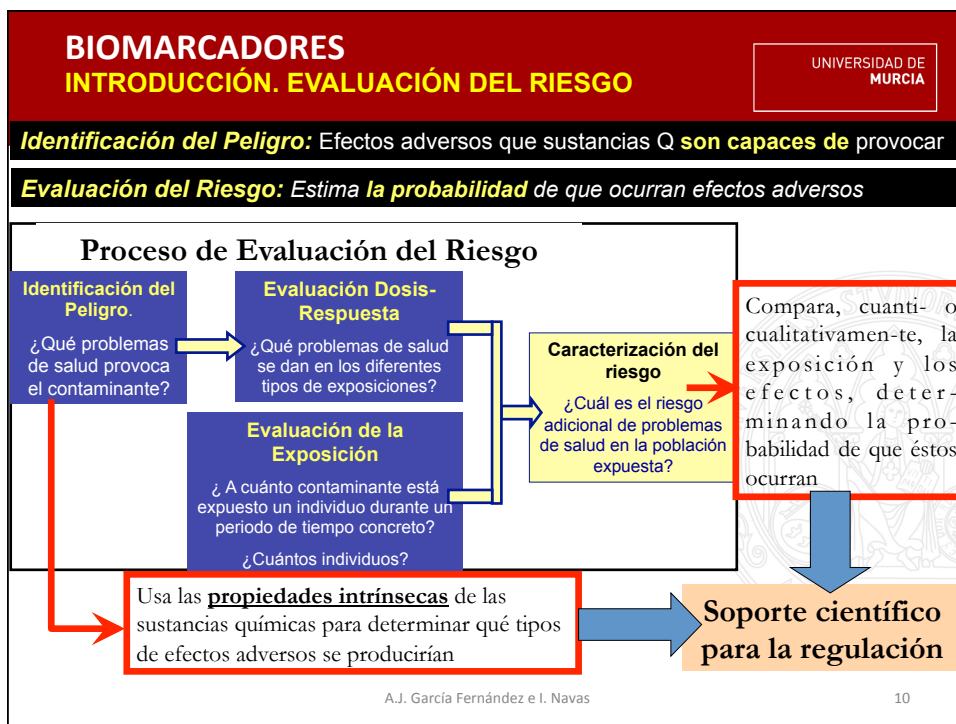 BIOMARCADORES
INTRODUCCIÓN. EVALUACIÓN DEL RIESGO
UNIVERSIDAD DE
MURCIA
Identificación del Peligro: Efectos adversos que sustancias Q son capaces de provocar
Evaluación del Riesgo: Estima la probabilidad de que ocurran efectos adversos
Proceso de Evaluación del Riesgo
Identificación del
Peligro.
¿Qué problemas
de salud provoca
el contaminante?
Evaluación Dosis-
Respuesta
¿Qué problemas de salud
se dan en los diferentes
tipos de exposiciones?
Evaluación de la
Exposición
¿ A cuánto contaminante está
expuesto un individuo durante un
periodo de tiempo concreto?
¿Cuántos individuos?
Caracterización del
riesgo
¿Cuál es el riesgo
adicional de problemas
de salud en la población
expuesta?
Compara, cuanti- o
cualitativamen-te, la
exposición y los
efectos, deter-
minando la pro-
babilidad de que éstos
ocurran
Usa las propiedades intrínsecas de las
sustancias químicas para determinar qué tipos
de efectos adversos se producirían
Soporte científico
para la regulación
A.J. García Fernández e I. Navas
10